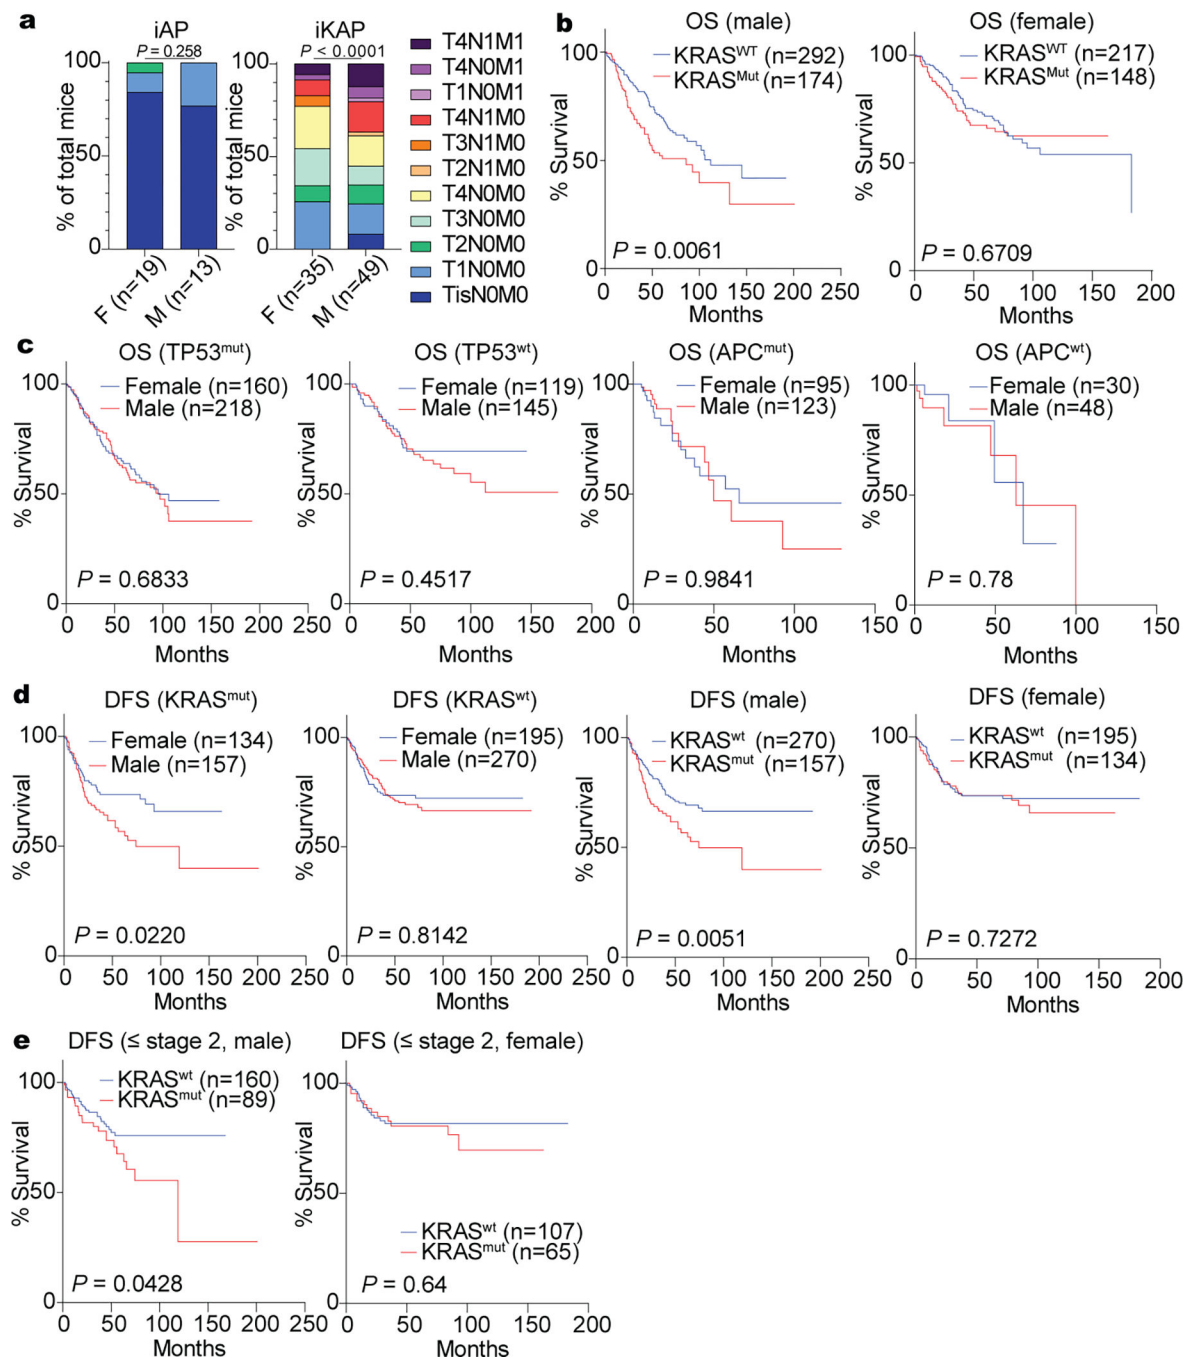 a
iAP
P = 0.258
% of total mice
100
50
0
F (n=19)
M (n=13)
iKAP
P < 0.0001
% of total mice
100
50
0
F (n=35)
M (n=49)
T4N1M1
T4N0M1
T1N0M1
T4N1M0
T3N1M0
T2N1M0
T4N0M0
T3N0M0
T2N0M0
T1N0M0
TisN0M0
b
OS (male)
KRASWT (n=292)
KRASMut (n=174)
% Survival
100
50
0
P = 0.0061
0 50 100 150 200 250
Months
OS (female)
KRASWT (n=217)
KRASMut (n=148)
% Survival
100
50
0
P = 0.6709
0 50 100 150 200
Months
c
OS (TP53mut)
Female (n=160)
Male (n=218)
% Survival
100
50
0
P = 0.6833
0 50 100 150 200 250
Months
OS (TP53wt)
Female (n=119)
Male (n=145)
% Survival
100
50
0
P = 0.4517
0 50 100 150 200
Months
OS (APCmut)
Female (n=95)
Male (n=123)
% Survival
100
50
0
P = 0.9841
0 50 100 150
Months
OS (APCwt)
Female (n=30)
Male (n=48)
% Survival
100
50
0
P = 0.78
0 50 100 150
Months
d
DFS (KRASmut)
Female (n=134)
Male (n=157)
% Survival
100
50
0
P = 0.0220
0 50 100 150 200 250
Months
DFS (KRASwt)
Female (n=195)
Male (n=270)
% Survival
100
50
0
P = 0.8142
0 50 100 150 200 250
Months
DFS (male)
KRASwt (n=270)
KRASmut (n=157)
% Survival
100
50
0
P = 0.0051
0 50 100 150 200 250
Months
DFS (female)
KRASwt (n=195)
KRASmut (n=134)
% Survival
100
50
0
P = 0.7272
0 50 100 150 200
Months
e
DFS (≤ stage 2, male)
KRASwt (n=160)
KRASmut (n=89)
% Survival
100
50
0
P = 0.0428
0 50 100 150 200 250
Months
DFS (≤ stage 2, female)
% Survival
100
50
0
KRASwt (n=107)
KRASmut (n=65)
P = 0.64
0 50 100 150 200
Months